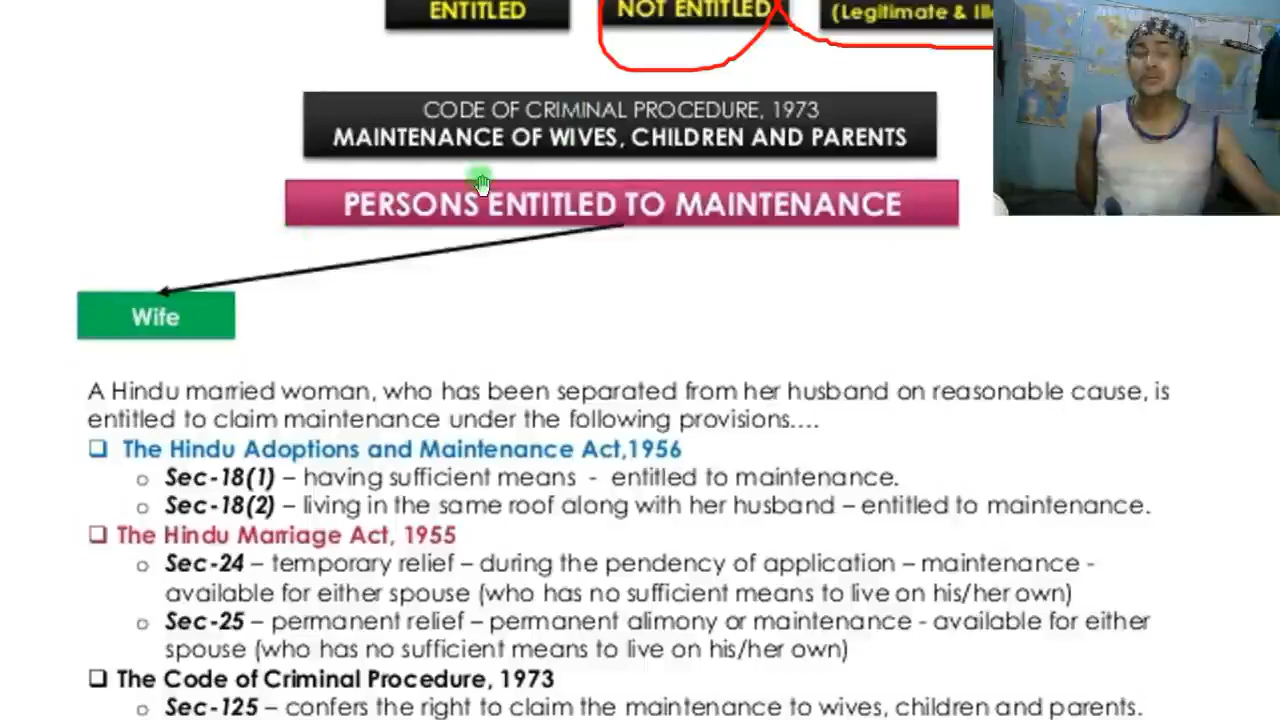 ENTITLED
NOT ENTITLED
(Legitimate &
CODE OF CRIMINAL PROCEDURE, 1973
MAINTENANCE OF WIVES, CHILDREN AND PARENTS
PERSONS ENTITLED TO MAINTENANCE
Wife
A Hindu married woman, who has been separated from her husband on reasonable cause, is
entitled to claim maintenance under the following provisions....
❑ The Hindu Adoptions and Maintenance Act,1956
o Sec-18(1) – having sufficient means - entitled to maintenance.
o Sec-18(2) – living in the same roof along with her husband – entitled to maintenance.
❑ The Hindu Marriage Act, 1955
o Sec-24 – temporary relief – during the pendency of application – maintenance -
available for either spouse (who has no sufficient means to live on his/her own)
o Sec-25 – permanent relief – permanent alimony or maintenance - available for either
spouse (who has no sufficient means to live on his/her own)
❑ The Code of Criminal Procedure, 1973
o Sec-125 – confers the right to claim the maintenance to wives, children and parents.